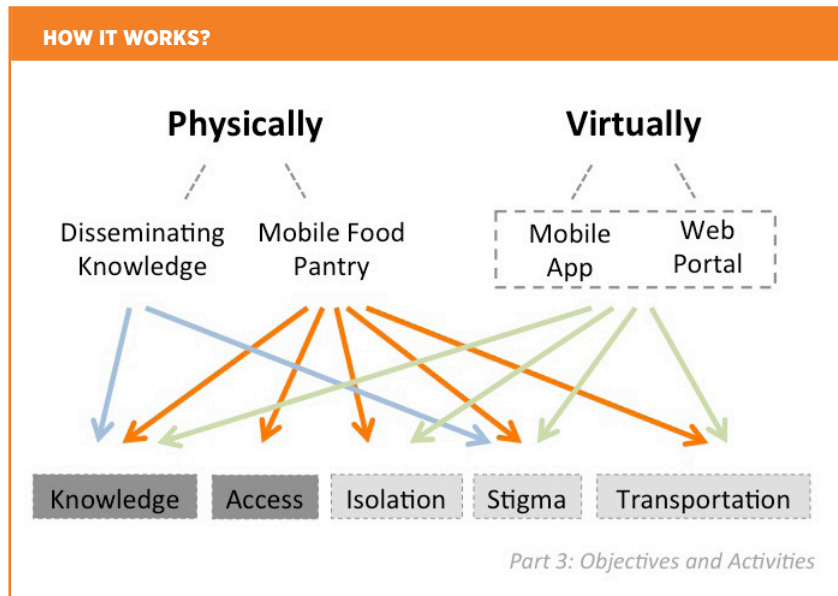 HOW IT WORKS?
Physically
Virtually
Disseminating
Knowledge
Mobile Food
Pantry
Mobile
App
Web
Portal
Knowledge
Access
Isolation
Stigma
Transportation
Part 3: Objectives and Activities